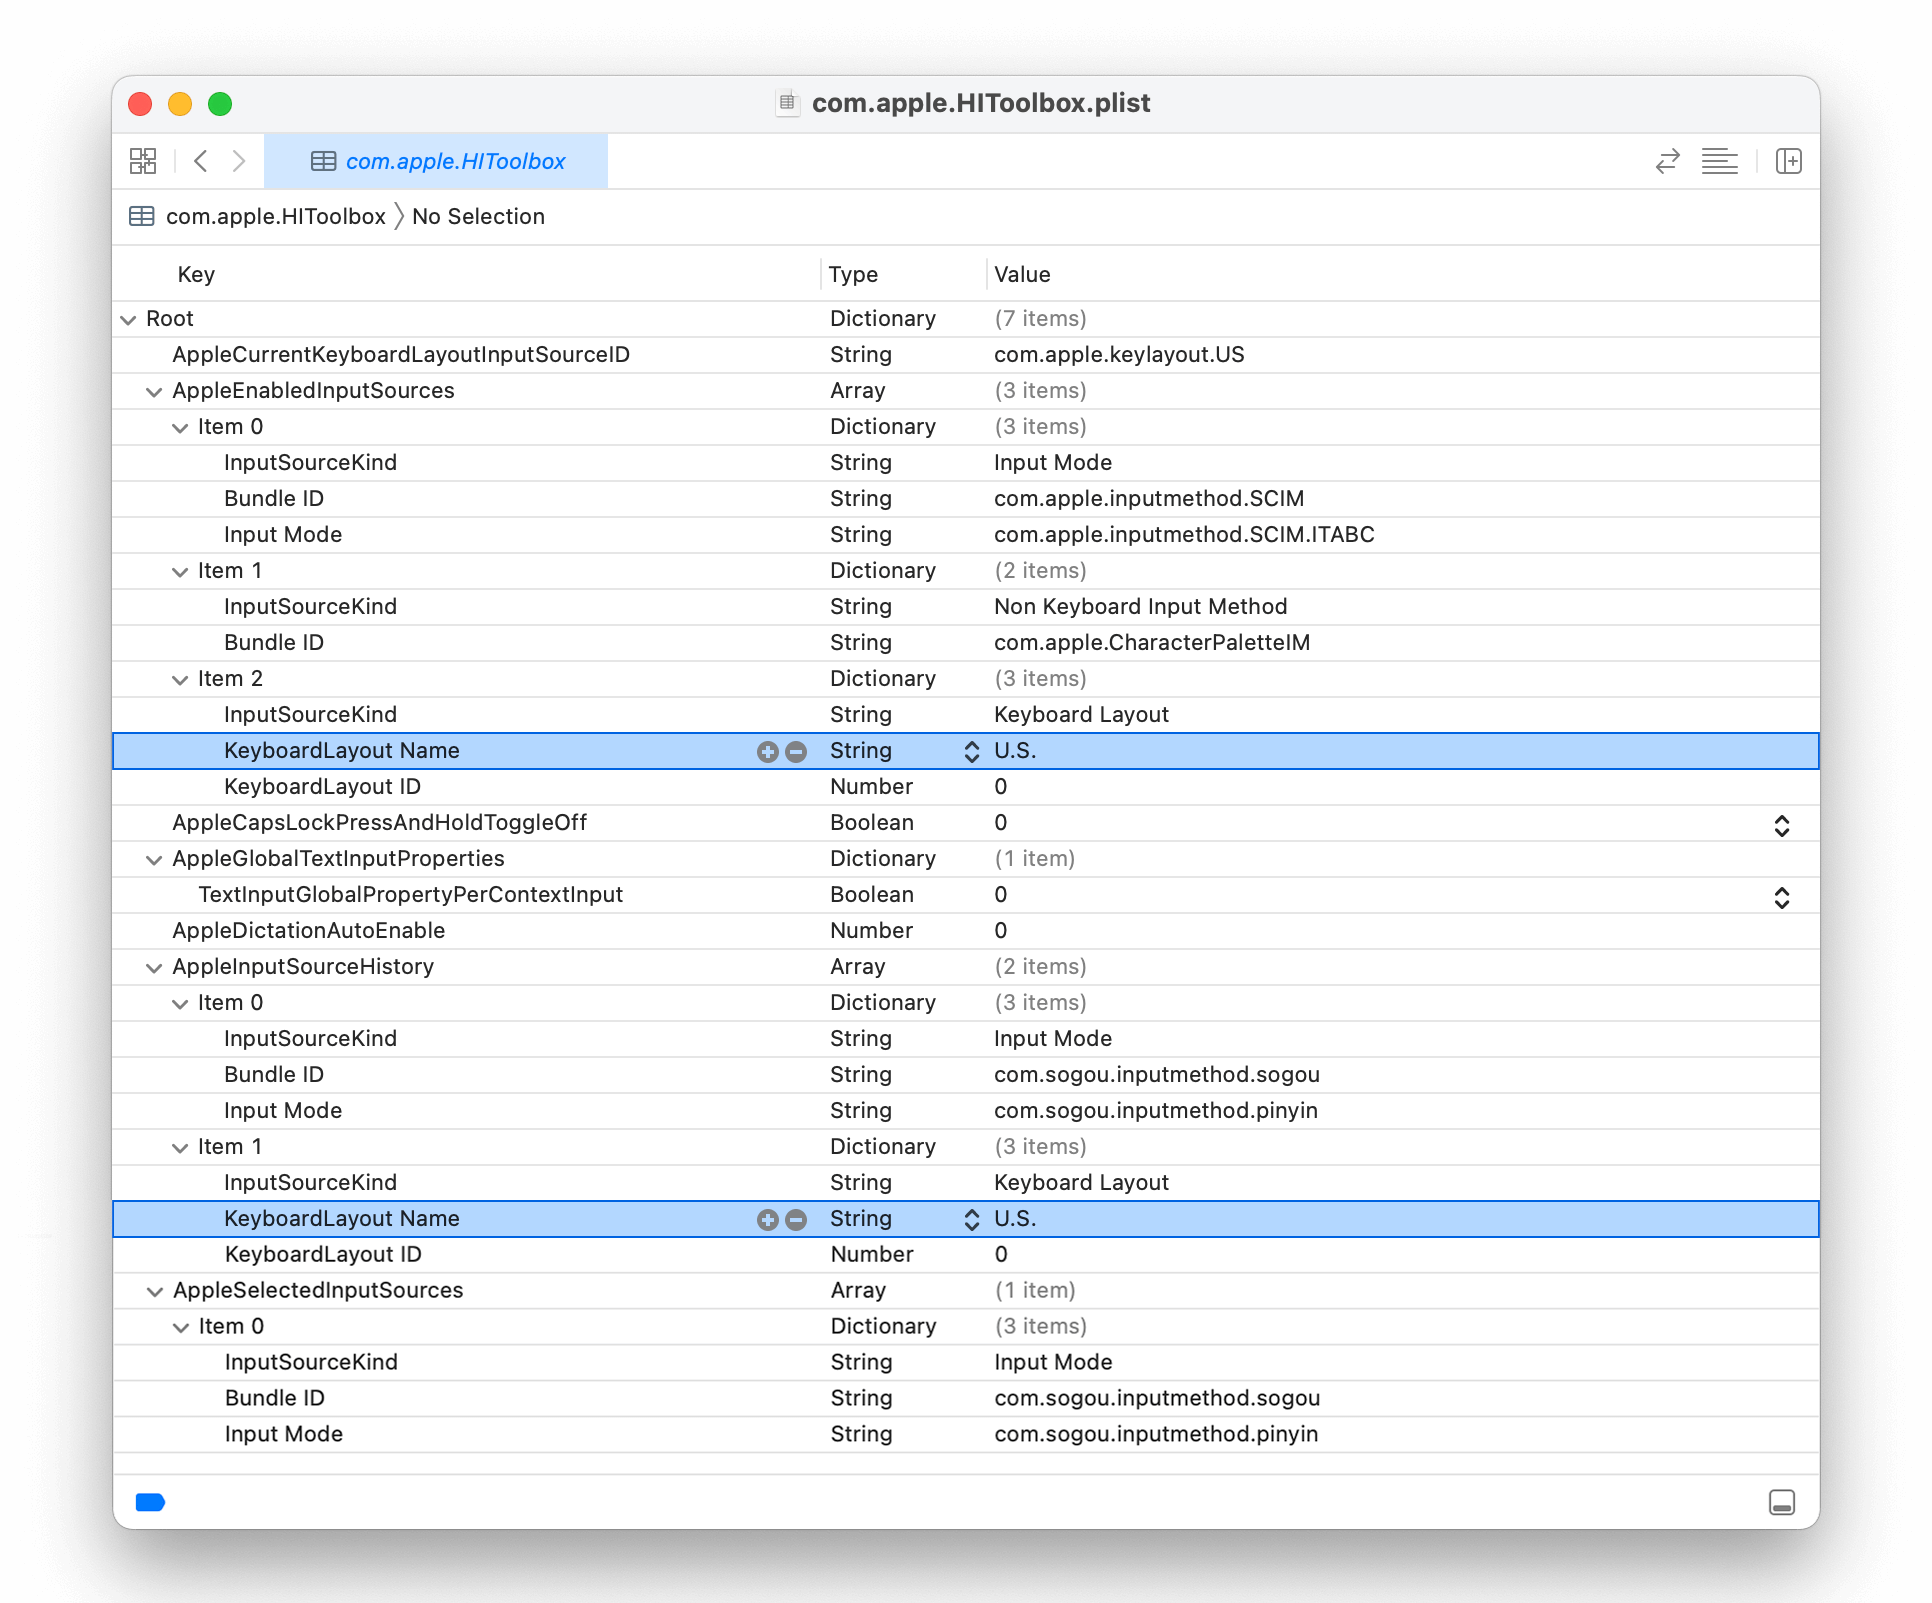 com.apple.HIToolbox.plist
com.apple.HIToolbox
com.apple.HIToolbox 〉 No Selection
Key Type Value
Root Dictionary (7 items)
AppleCurrentKeyboardLayoutInputSourceID String com.apple.keylayout.US
AppleEnabledInputSources Array (3 items)
Item 0 Dictionary (3 items)
InputSourceKind String Input Mode
Bundle ID String com.apple.inputmethod.SCIM
Input Mode String com.apple.inputmethod.SCIM.ITABC
Item 1 Dictionary (2 items)
InputSourceKind String Non Keyboard Input Method
Bundle ID String com.apple.CharacterPaletteIM
Item 2 Dictionary (3 items)
InputSourceKind String Keyboard Layout
KeyboardLayout Name String U.S.
KeyboardLayout ID Number 0
AppleCapsLockPressAndHoldToggleOff Boolean 0
AppleGlobalTextInputProperties Dictionary (1 item)
TextInputGlobalPropertyPerContextInput Boolean 0
AppleDictationAutoEnable Number 0
AppleInputSourceHistory Array (2 items)
Item 0 Dictionary (3 items)
InputSourceKind String Input Mode
Bundle ID String com.sogou.inputmethod.sogou
Input Mode String com.sogou.inputmethod.pinyin
Item 1 Dictionary (3 items)
InputSourceKind String Keyboard Layout
KeyboardLayout Name String U.S.
KeyboardLayout ID Number 0
AppleSelectedInputSources Array (1 item)
Item 0 Dictionary (3 items)
InputSourceKind String Input Mode
Bundle ID String com.sogou.inputmethod.sogou
Input Mode String com.sogou.inputmethod.pinyin